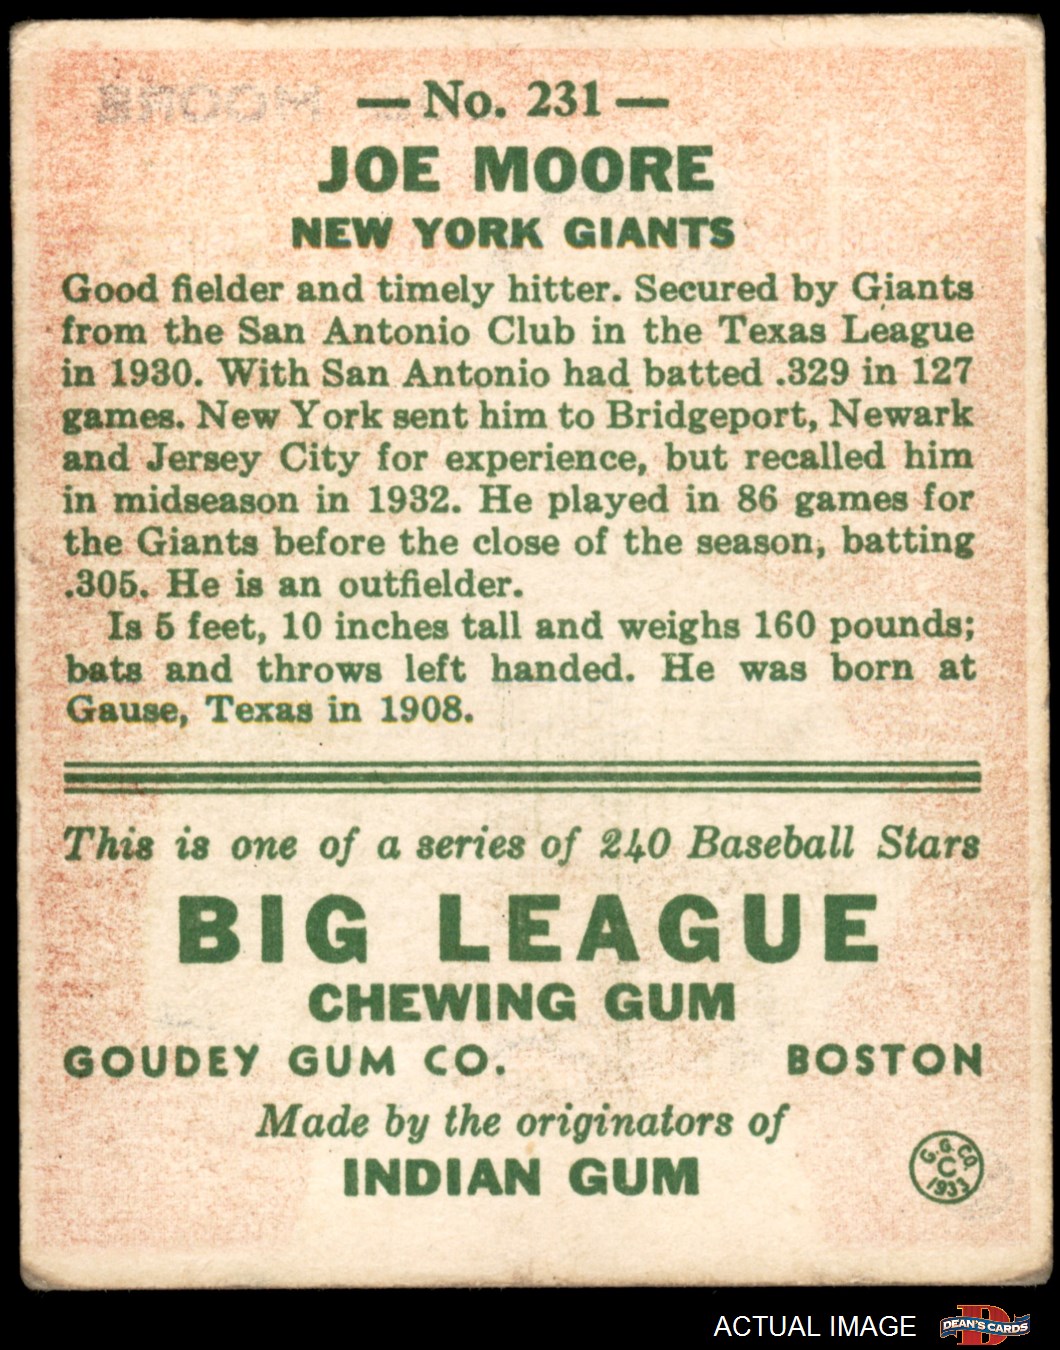 — No. 231 —
JOE MOORE
NEW YORK GIANTS
Good fielder and timely hitter. Secured by Giants
from the San Antonio Club in the Texas League
in 1930. With San Antonio had batted .329 in 127
games. New York sent him to Bridgeport, Newark
and Jersey City for experience, but recalled him
in midseason in 1932. He played in 86 games for
the Giants before the close of the season, batting
.305. He is an outfielder.
Is 5 feet, 10 inches tall and weighs 160 pounds;
bats and throws left handed. He was born at
Gause, Texas in 1908.
This is one of a series of 240 Baseball Stars
BIG LEAGUE
CHEWING GUM
GOUDEY GUM CO. BOSTON
Made by the originators of
INDIAN GUM
G. G. CO.
C
1933
ACTUAL IMAGE
DEAN'S CARDS